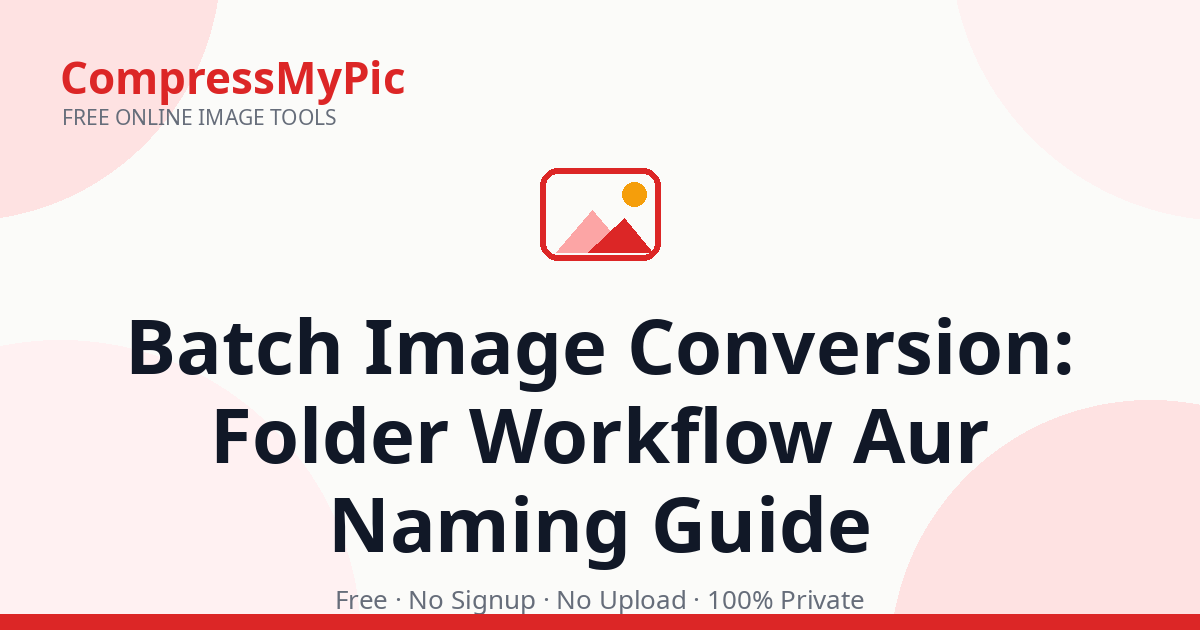 CompressMyPic
FREE ONLINE IMAGE TOOLS
Batch Image Conversion:
Folder Workflow Aur
Naming Guide
Free · No Signup · No Upload · 100% Private